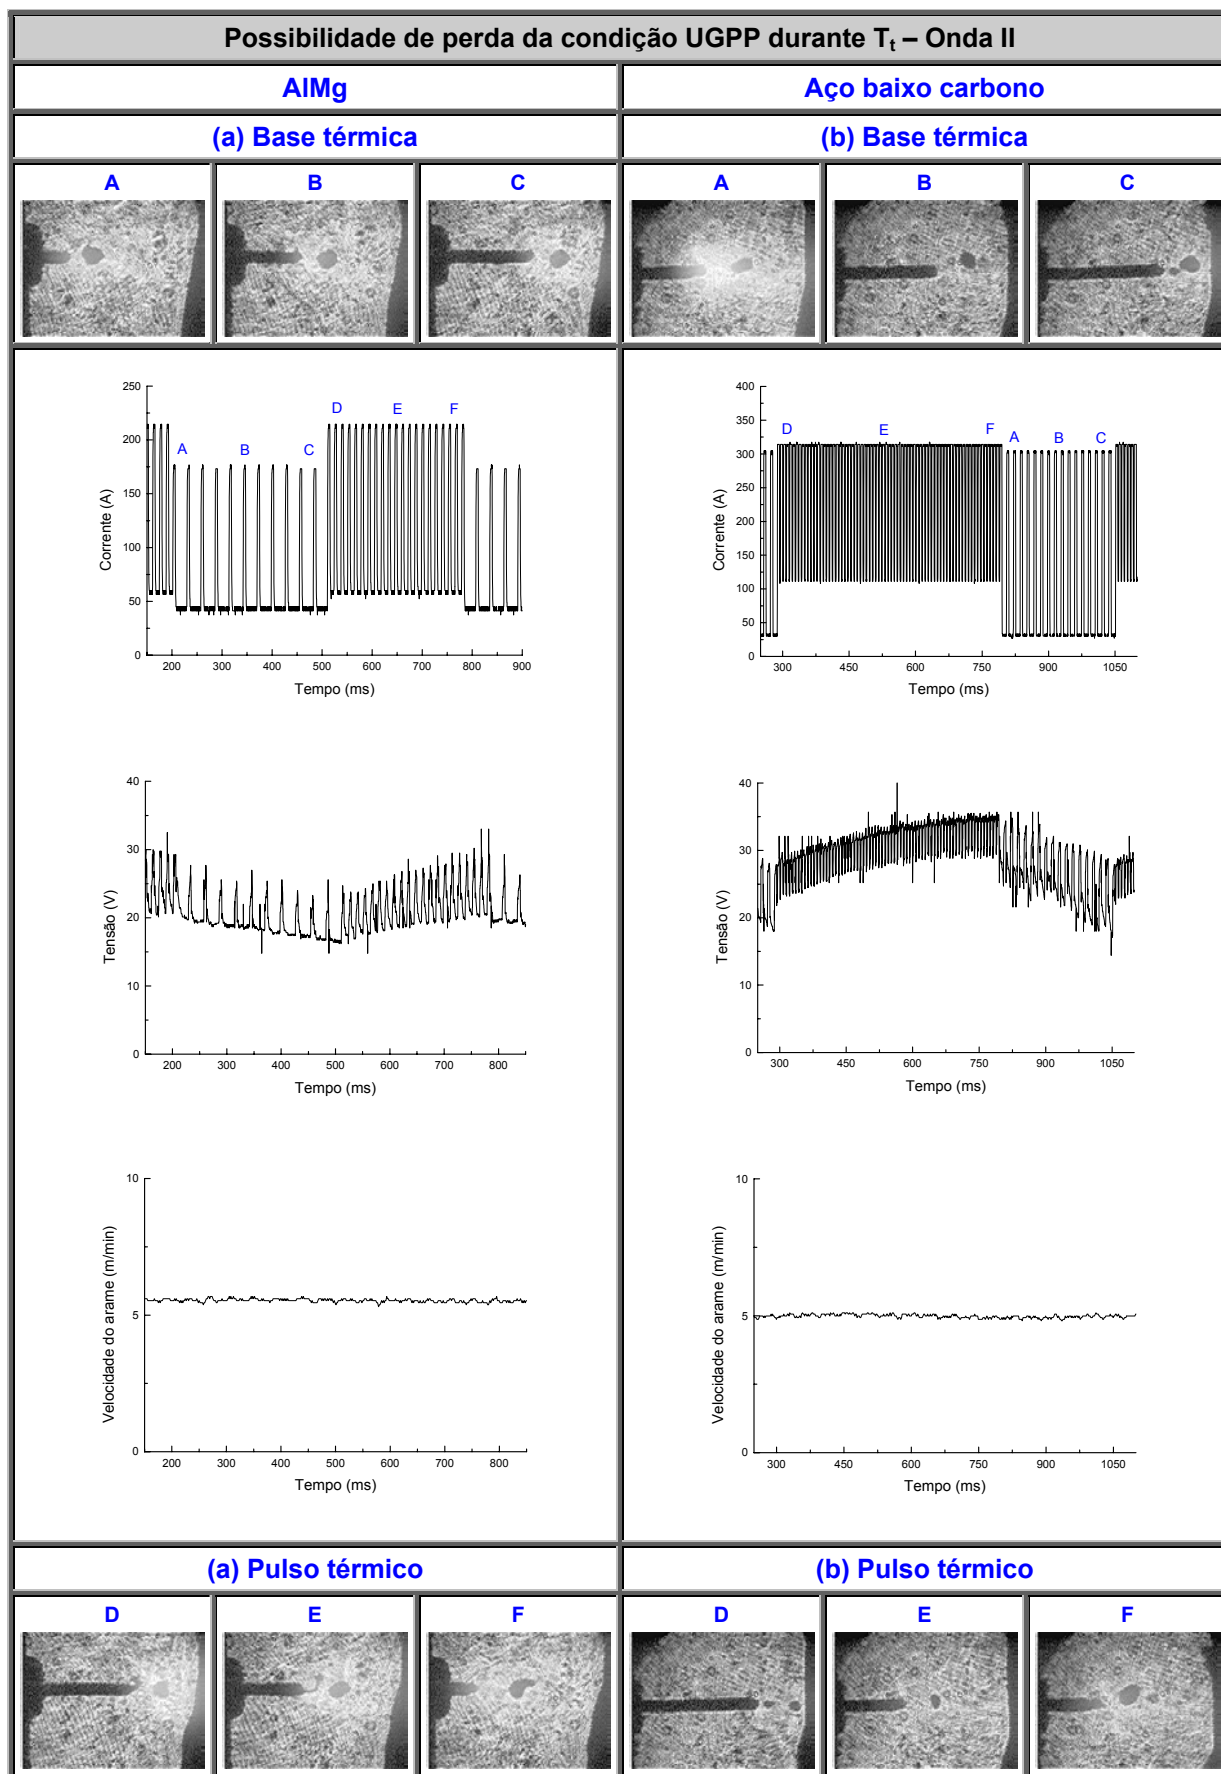 Possibilidade de perda da condição UGPP durante Tt – Onda II
AlMg
Aço baixo carbono
(a) Base térmica
(b) Base térmica
A B C
A B C
250
200
150
100
50
0
Corrente (A)
A B C D E F
200 300 400 500 600 700 800 900
Tempo (ms)
400
350
300
250
200
150
100
50
0
Corrente (A)
D E F A B C
300 450 600 750 900 1050
Tempo (ms)
40
30
20
10
0
Tensão (V)
200 300 400 500 600 700 800
Tempo (ms)
40
30
20
10
0
Tensão (V)
300 450 600 750 900 1050
Tempo (ms)
10
5
0
Velocidade do arame (m/min)
200 300 400 500 600 700 800
Tempo (ms)
10
5
0
Velocidade do arame (m/min)
300 450 600 750 900 1050
Tempo (ms)
(a) Pulso térmico
(b) Pulso térmico
D E F
D E F